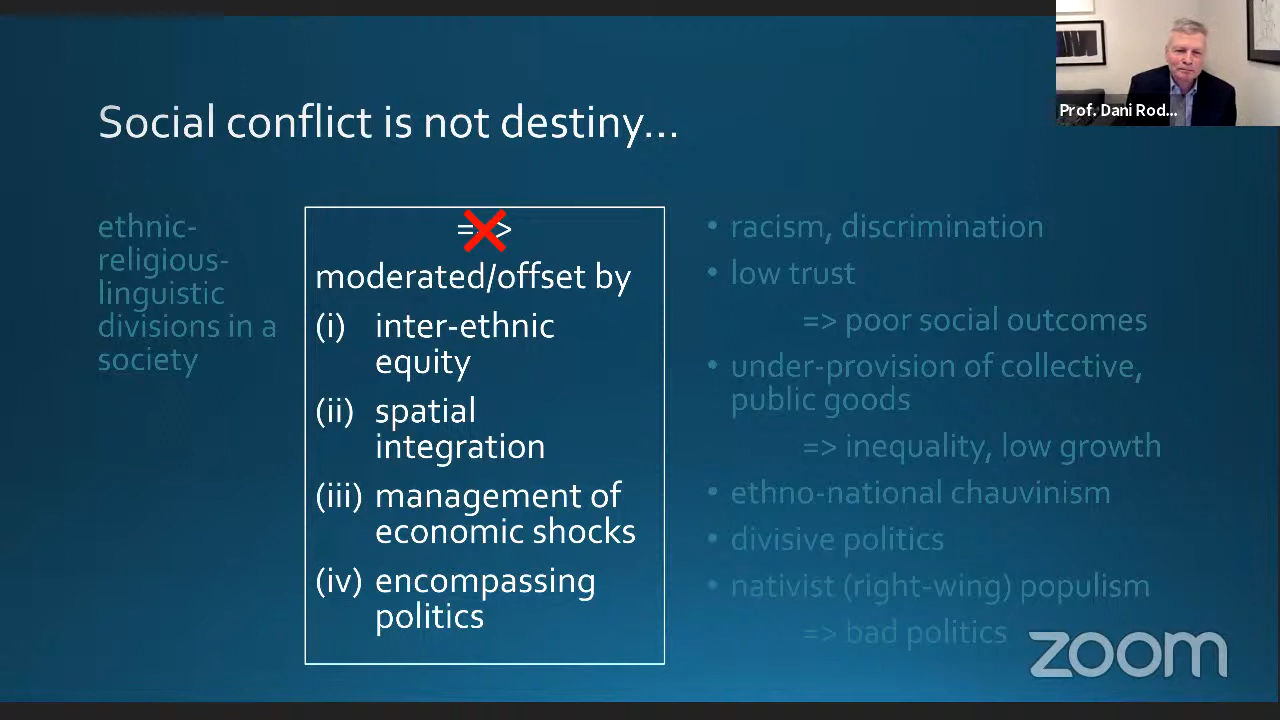 Prof. Dani Rod...
Social conflict is not destiny...
ethnic-
religious-
linguistic
divisions in a
society
=>
moderated/offset by
(i) inter-ethnic
equity
(ii) spatial
integration
(iii) management of
economic shocks
(iv) encompassing
politics
• racism, discrimination
• low trust
=> poor social outcomes
• under-provision of collective,
public goods
=> inequality, low growth
• ethno-national chauvinism
• divisive politics
• nativist (right-wing) populism
=> bad politics
zoom